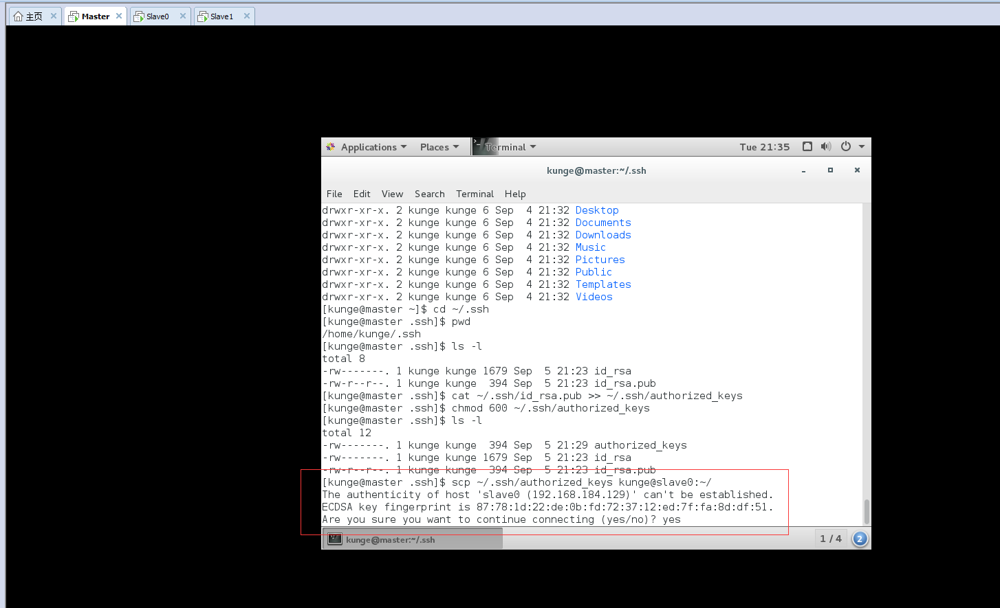 主页 Master Slave0 Slave1
Applications Places Terminal Tue 21:35
kunge@master:~/.ssh
File Edit View Search Terminal Help
drwxr-xr-x. 2 kunge kunge 6 Sep  4 21:32 Desktop
drwxr-xr-x. 2 kunge kunge 6 Sep  4 21:32 Documents
drwxr-xr-x. 2 kunge kunge 6 Sep  4 21:32 Downloads
drwxr-xr-x. 2 kunge kunge 6 Sep  4 21:32 Music
drwxr-xr-x. 2 kunge kunge 6 Sep  4 21:32 Pictures
drwxr-xr-x. 2 kunge kunge 6 Sep  4 21:32 Public
drwxr-xr-x. 2 kunge kunge 6 Sep  4 21:32 Templates
drwxr-xr-x. 2 kunge kunge 6 Sep  4 21:32 Videos
[kunge@master ~]$ cd ~/.ssh
[kunge@master .ssh]$ pwd
/home/kunge/.ssh
[kunge@master .ssh]$ ls -l
total 8
-rw-------. 1 kunge kunge 1679 Sep  5 21:23 id_rsa
-rw-r--r--. 1 kunge kunge  394 Sep  5 21:23 id_rsa.pub
[kunge@master .ssh]$ cat ~/.ssh/id_rsa.pub >> ~/.ssh/authorized_keys
[kunge@master .ssh]$ chmod 600 ~/.ssh/authorized_keys
[kunge@master .ssh]$ ls -l
total 12
-rw-------. 1 kunge kunge  394 Sep  5 21:29 authorized_keys
-rw-------. 1 kunge kunge 1679 Sep  5 21:23 id_rsa
-rw-r--r--. 1 kunge kunge  394 Sep  5 21:23 id_rsa.pub
[kunge@master .ssh]$ scp ~/.ssh/authorized_keys kunge@slave0:~/
The authenticity of host 'slave0 (192.168.184.129)' can't be established.
ECDSA key fingerprint is 87:78:1d:22:de:0b:fd:72:37:12:ed:7f:fa:8d:df:51.
Are you sure you want to continue connecting (yes/no)? yes
kunge@master:~/.ssh 1 / 4 2